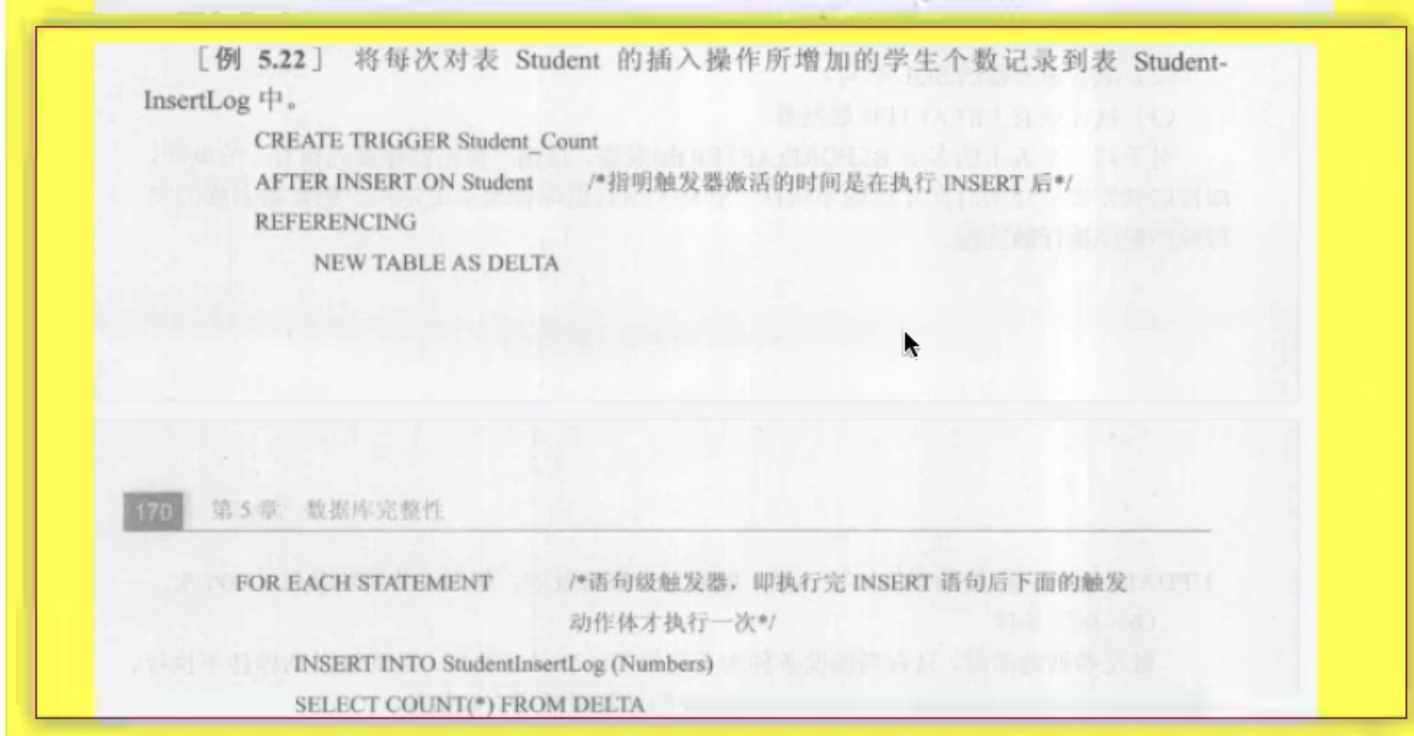 ［例 5.22］ 将每次对表 Student 的插入操作所增加的学生个数记录到表 Student-
InsertLog 中。
CREATE TRIGGER Student_Count
AFTER INSERT ON Student /*指明触发器激活的时间是在执行 INSERT 后*/
REFERENCING
NEW TABLE AS DELTA
170 第 5 章 数据库完整性
FOR EACH STATEMENT /*语句级触发器，即执行完 INSERT 语句后下面的触发
动作体才执行一次*/
INSERT INTO StudentInsertLog (Numbers)
SELECT COUNT(*) FROM DELTA